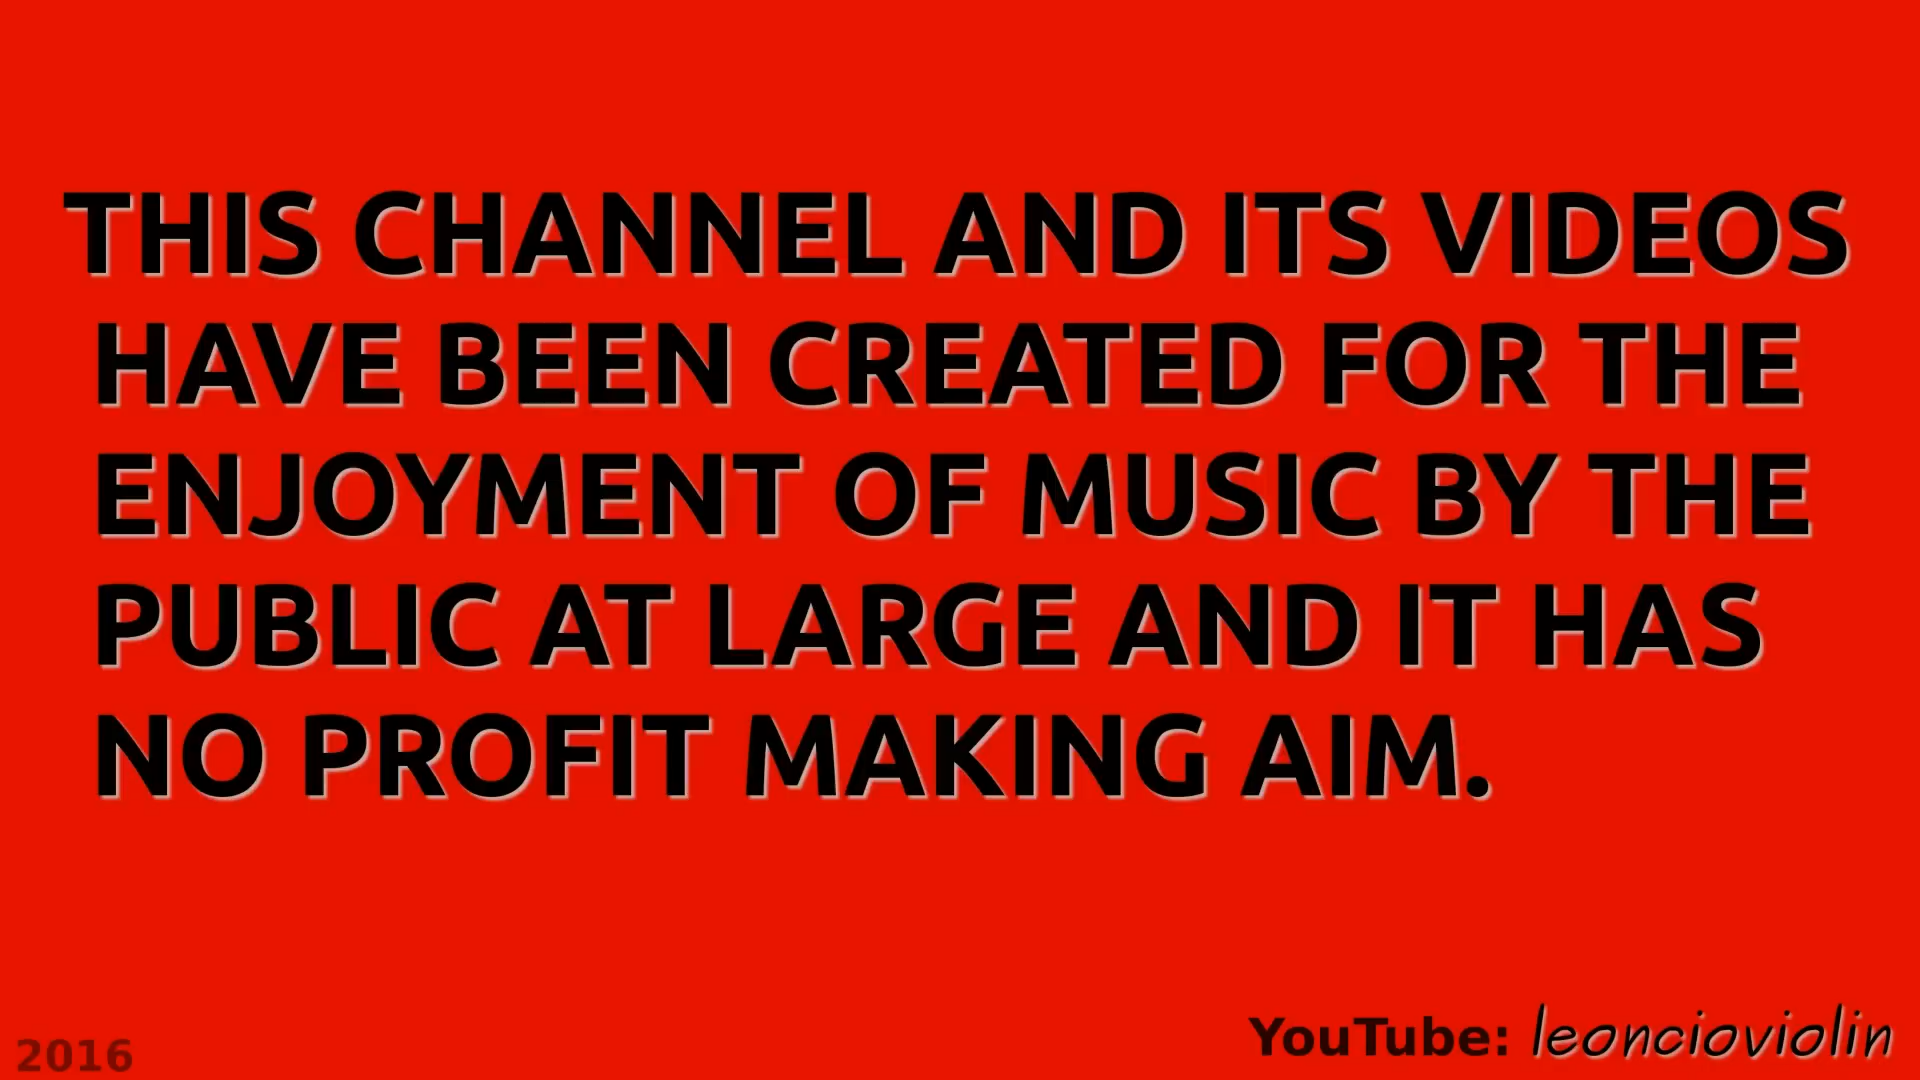 THIS CHANNEL AND ITS VIDEOS
HAVE BEEN CREATED FOR THE
ENJOYMENT OF MUSIC BY THE
PUBLIC AT LARGE AND IT HAS
NO PROFIT MAKING AIM.
2016
YouTube: leoncioviolin